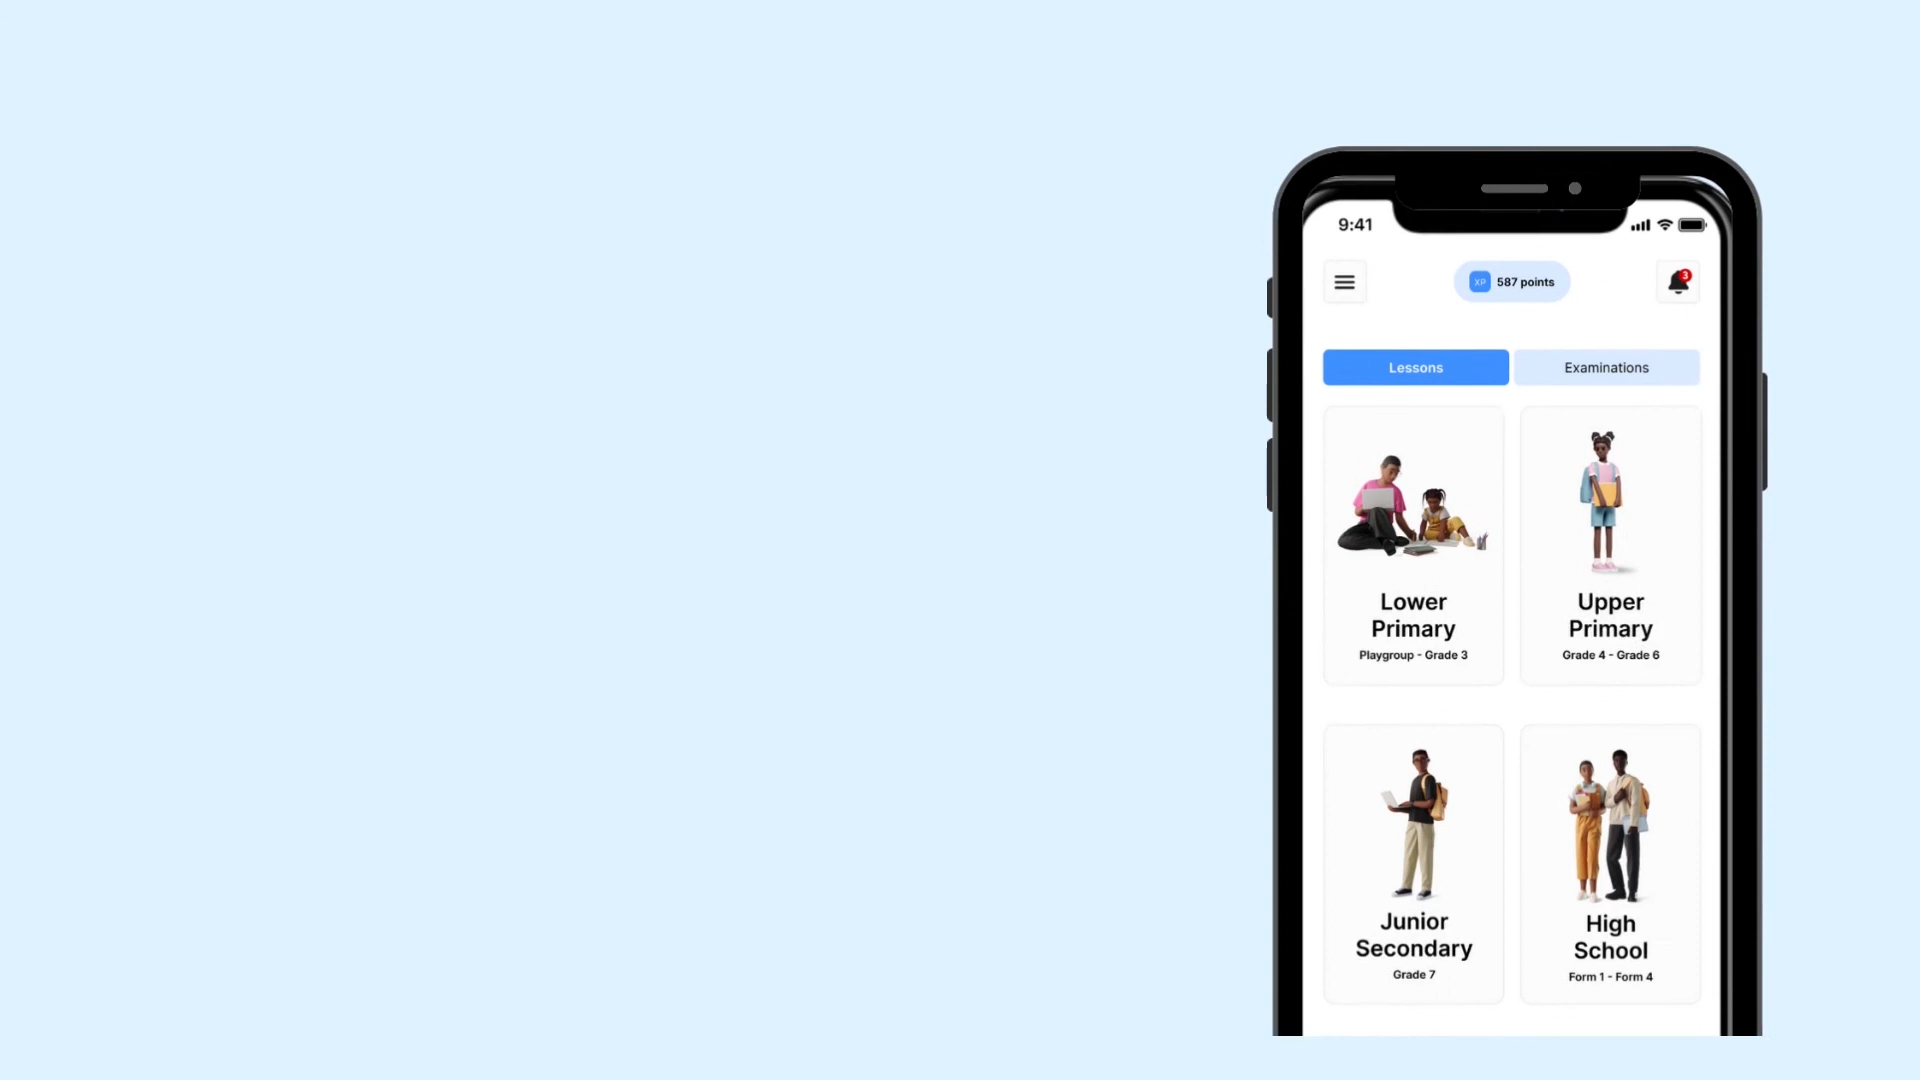 9:41
XP 587 points
3
Lessons
Examinations
Lower
Primary
Playgroup - Grade 3
Upper
Primary
Grade 4 - Grade 6
Junior
Secondary
Grade 7
High
School
Form 1 - Form 4